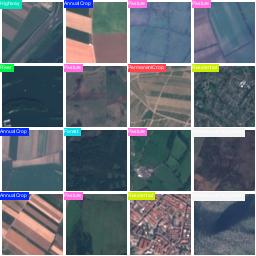 Highway
AnnualCrop
Pasture
Pasture
River
Pasture
PermanentCrop
Residential
AnnualCrop
Forest
Pasture
AnnualCrop
Pasture
Residential